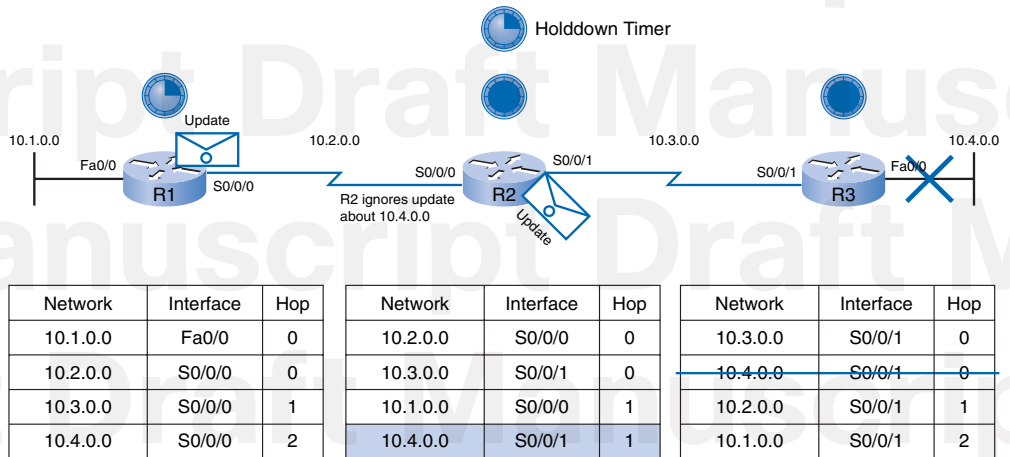 Holddown Timer
Update
10.1.0.0
10.2.0.0
10.3.0.0
10.4.0.0
Fa0/0
S0/0/0
S0/0/0
S0/0/1
S0/0/1
Fa0/0
R1
R2
R3
R2 ignores update
about 10.4.0.0
Update
Network Interface Hop
10.1.0.0 Fa0/0 0
10.2.0.0 S0/0/0 0
10.3.0.0 S0/0/0 1
10.4.0.0 S0/0/0 2
Network Interface Hop
10.2.0.0 S0/0/0 0
10.3.0.0 S0/0/1 0
10.1.0.0 S0/0/0 1
10.4.0.0 S0/0/1 1
Network Interface Hop
10.3.0.0 S0/0/1 0
10.4.0.0 S0/0/1 0
10.2.0.0 S0/0/1 1
10.1.0.0 S0/0/1 2
ript Draft Manusc
anuscript Draft M
t Draft Manuscrip